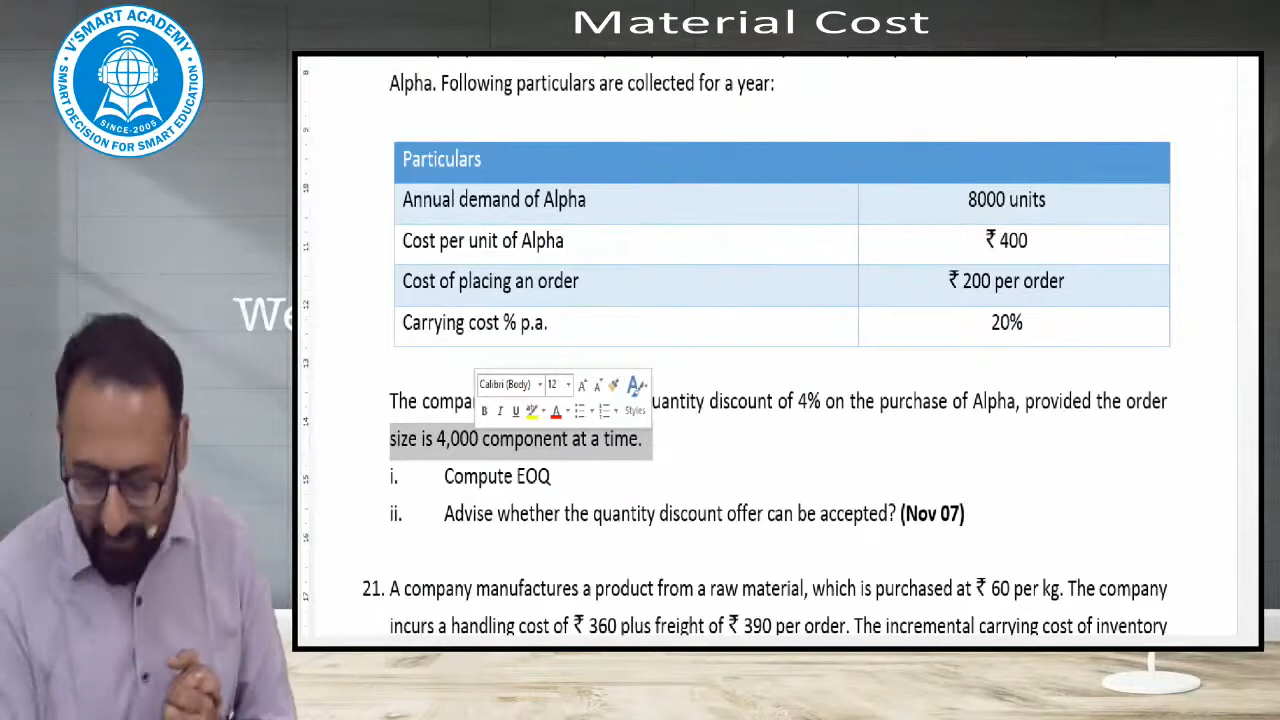 Material Cost
V'SMART ACADEMY
SINCE-2005
SMART DECISION FOR SMART EDUCATION
We
Alpha. Following particulars are collected for a year:
Particulars
Annual demand of Alpha 8000 units
Cost per unit of Alpha ₹ 400
Cost of placing an order ₹ 200 per order
Carrying cost % p.a. 20%
Calibri (Body) 12
B I U ab A Styles
The compa uantity discount of 4% on the purchase of Alpha, provided the order
size is 4,000 component at a time.
i. Compute EOQ
ii. Advise whether the quantity discount offer can be accepted? (Nov 07)
21. A company manufactures a product from a raw material, which is purchased at ₹ 60 per kg. The company
incurs a handling cost of ₹ 360 plus freight of ₹ 390 per order. The incremental carrying cost of inventory